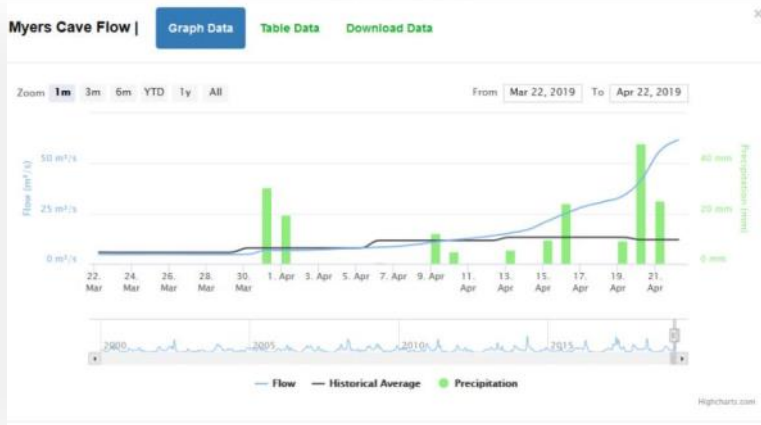 Myers Cave Flow | Graph Data Table Data Download Data
Zoom 1m 3m 6m YTD 1y All From Mar 22, 2019 To Apr 22, 2019
Flow (m³/s)
50 m³/s
25 m³/s
0 m³/s
40 mm
20 mm
0 mm
Precipitation (mm)
22. Mar 24. Mar 26. Mar 28. Mar 30. Mar 1. Apr 3. Apr 5. Apr 7. Apr 9. Apr 11. Apr 13. Apr 15. Apr 17. Apr 19. Apr 21. Apr
2000 2005 2010 2015
Flow Historical Average Precipitation
Highcharts.com